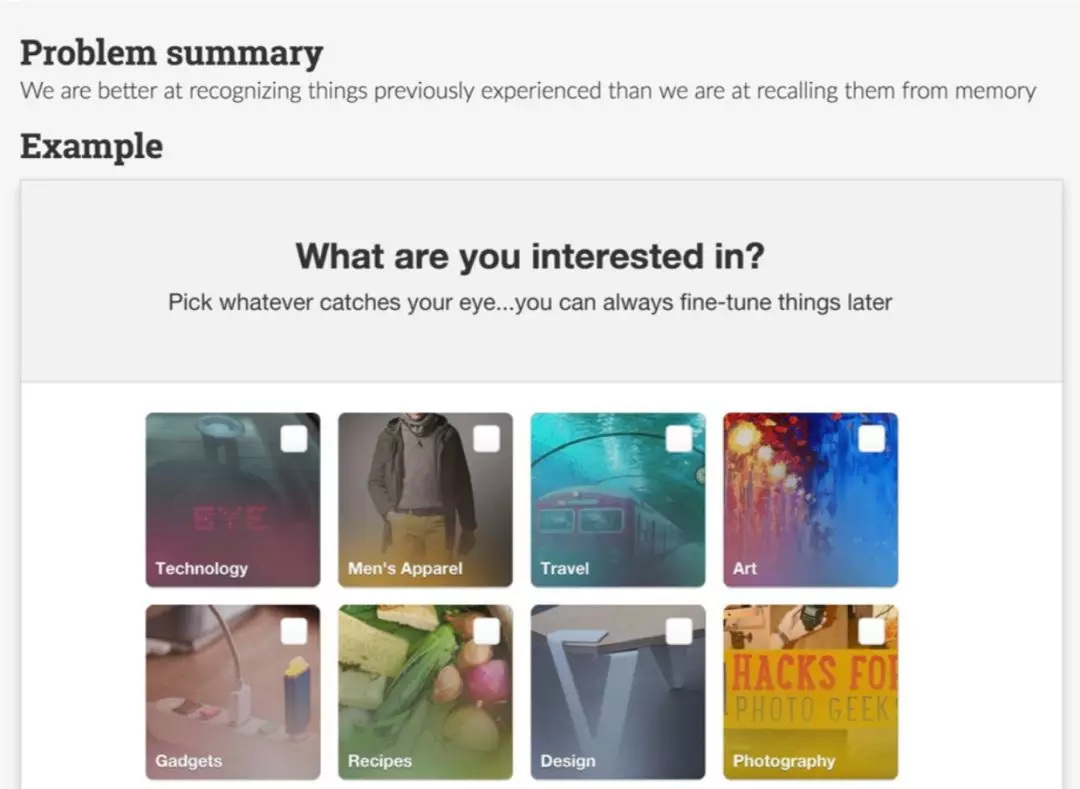 Problem summary
We are better at recognizing things previously experienced than we are at recalling them from memory
Example
What are you interested in?
Pick whatever catches your eye...you can always fine-tune things later
BYE
Technology
Men's Apparel
Travel
Art
HACKS FO
PHOTO GEEK
Gadgets
Recipes
Design
Photography